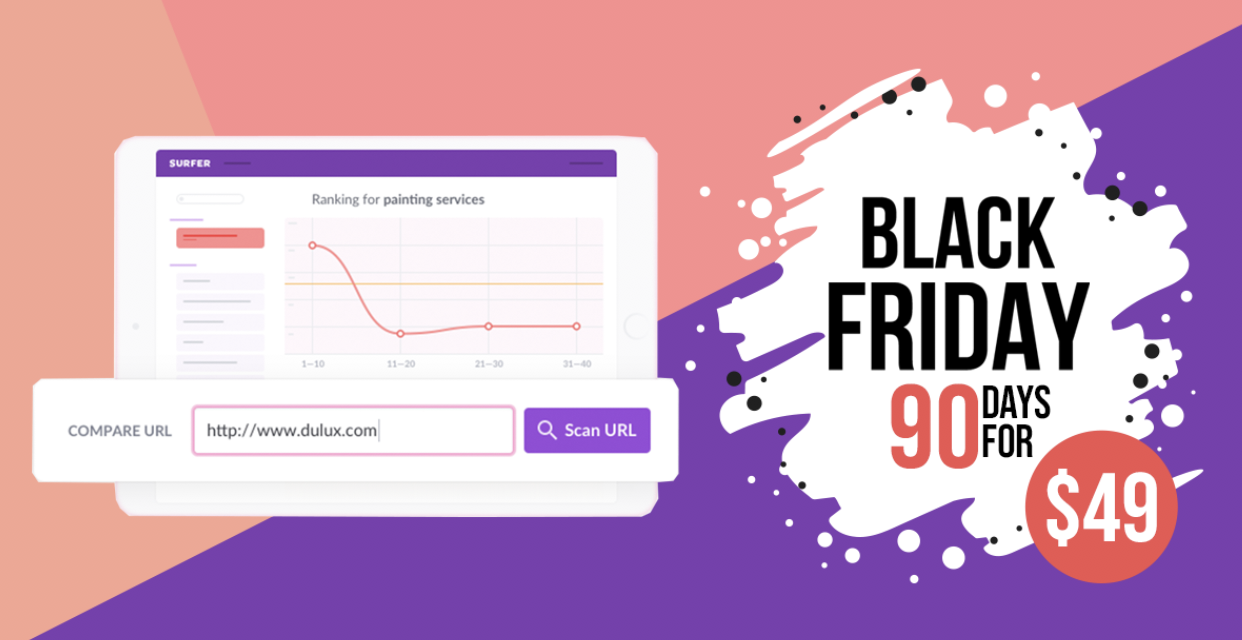 SURFER
Ranking for painting services
1—10 11—20 21—30 31—40
COMPARE URL http://www.dulux.com Scan URL
BLACK
FRIDAY
90 DAYS
FOR
$49